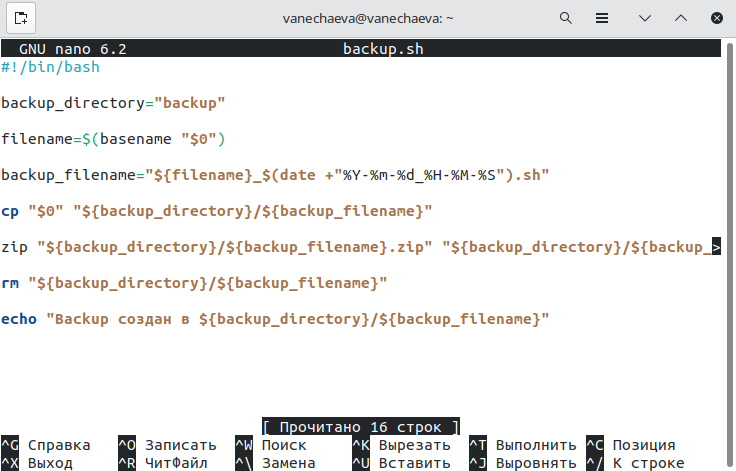 vanechaeva@vanechaeva: ~
GNU nano 6.2 backup.sh
#!/bin/bash
backup_directory="backup"
filename=$(basename "$0")
backup_filename="${filename}_$(date +"%Y-%m-%d_%H-%M-%S").sh"
cp "$0" "${backup_directory}/${backup_filename}"
zip "${backup_directory}/${backup_filename}.zip" "${backup_directory}/${backup_>
rm "${backup_directory}/${backup_filename}"
echo "Backup создан в ${backup_directory}/${backup_filename}"
[ Прочитано 16 строк ]
^G Справка ^O Записать ^W Поиск ^K Вырезать ^T Выполнить ^C Позиция
^X Выход ^R ЧитФайл ^\ Замена ^U Вставить ^J Выровнять ^/ К строке